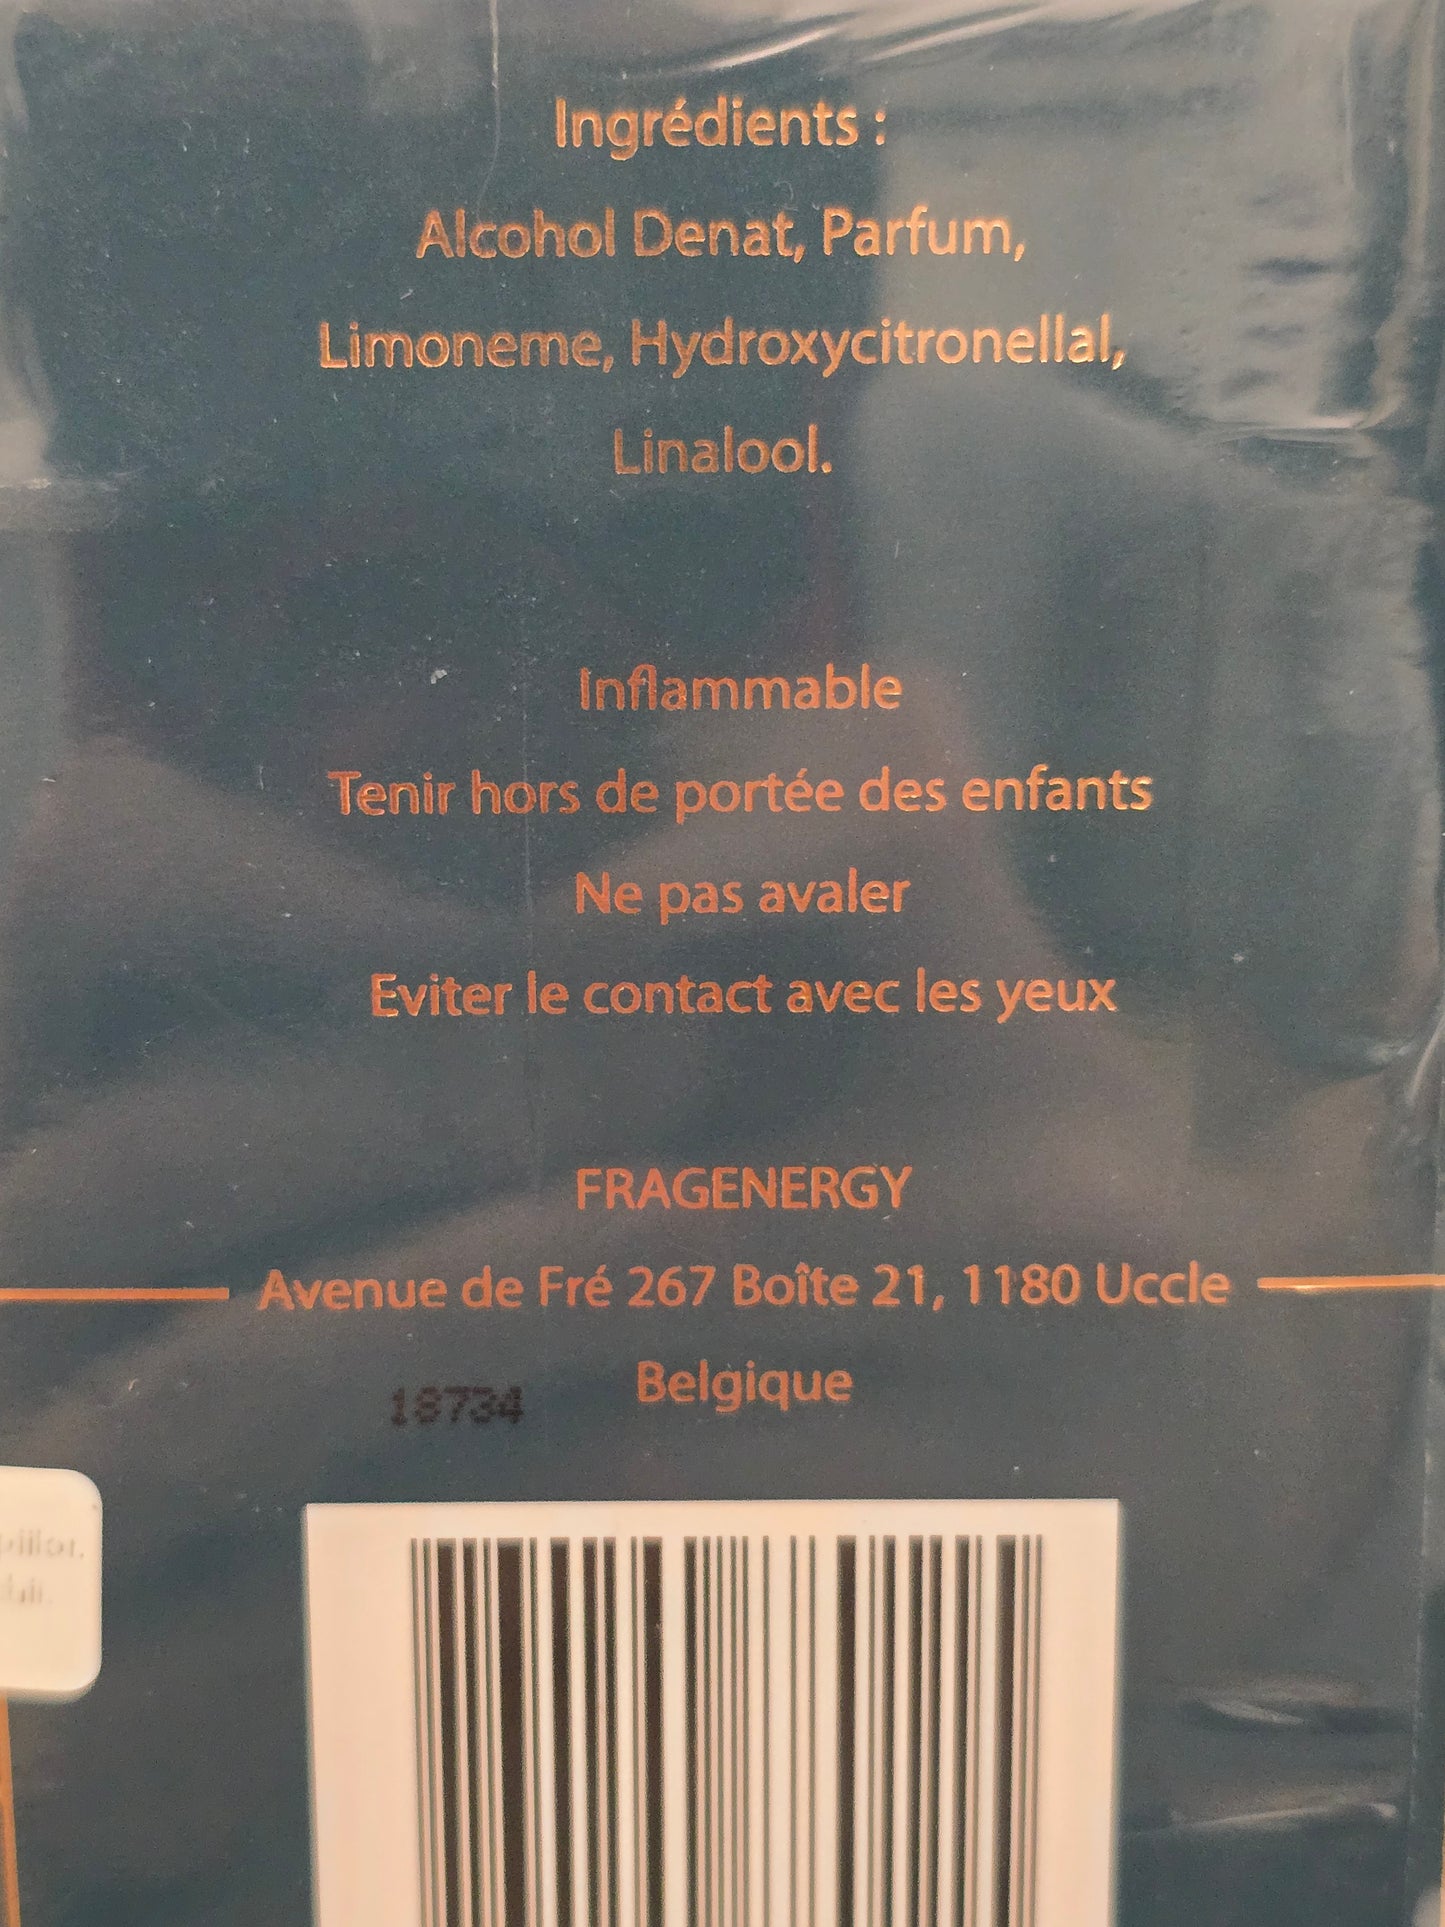 Ingrédients :
Alcohol Denat, Parfum,
Limoneme, Hydroxycitronellal,
Linalool.
Inflammable
Tenir hors de portée des enfants
Ne pas avaler
Eviter le contact avec les yeux
FRAGENERGY
Avenue de Fré 267 Boîte 21, 1180 Uccle
Belgique
18734